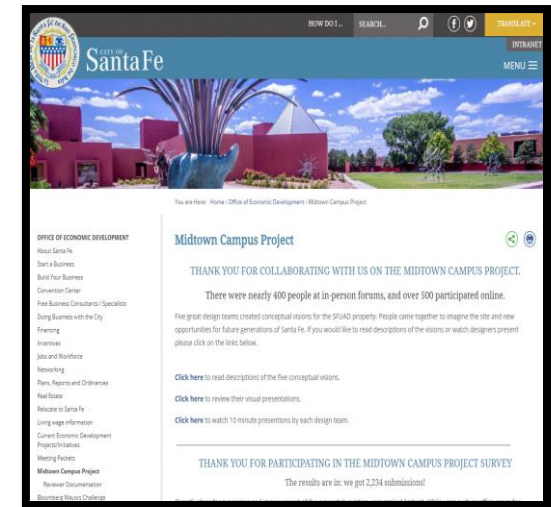 HOW DO I ...
SEARCH...
TRANSLATE
INTRANET
CITY OF
Santa Fe
MENU
You are Here: Home › Office of Economic Development › Midtown Campus Project
OFFICE OF ECONOMIC DEVELOPMENT
About Santa Fe
Start a Business
Build Your Business
Convention Center
Free Business Consultants / Specialists
Doing Business with the City
Financing
Incentives
Jobs and Workforce
Networking
Plans, Reports and Ordinances
Real Estate
Relocate to Santa Fe
Living wage information
Current Economic Development
Projects/Initiatives
Meeting Packets
Midtown Campus Project
Reviewer Documentation
Bloomberg Mayors Challenge
Midtown Campus Project
THANK YOU FOR COLLABORATING WITH US ON THE MIDTOWN CAMPUS PROJECT.
There were nearly 400 people at in-person forums, and over 500 participated online.
Five great design teams created conceptual visions for the SFUAD property. People came together to imagine the site and new
opportunities for future generations of Santa Fe. If you would like to read descriptions of the visions or watch designers present
please click on the links below.
Click here to read descriptions of the five conceptual visions.
Click here to review their visual presentations.
Click here to watch 10 minute presentions by each design team.
THANK YOU FOR PARTICIPATING IN THE MIDTOWN CAMPUS PROJECT SURVEY
The results are in: we got 2,234 submissions!